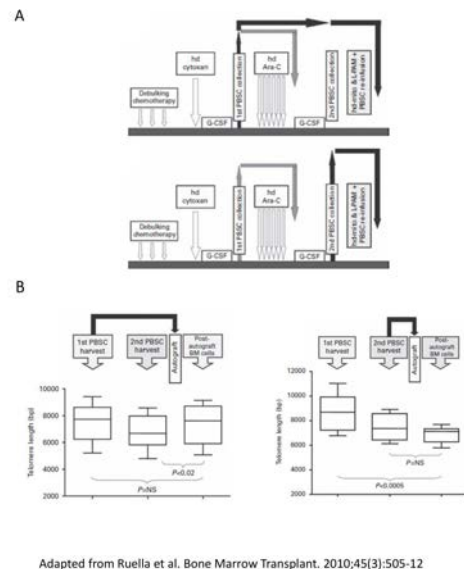 A
hd
cytoxan
1st PBSC collection
hd
Ara-C
2nd PBSC collection
hd-mito & L-PAM +
PBSC re-infusion
Debulking
chemotherapy
G-CSF
G-CSF
hd
cytoxan
1st PBSC collection
hd
Ara-C
2nd PBSC collection
hd-mito & L-PAM +
PBSC re-infusion
Debulking
chemotherapy
G-CSF
G-CSF
B
1st PBSC
harvest
2nd PBSC
harvest
Autograft
Post-
autograft
BM cells
Telomere length (bp)
10000
8000
6000
4000
2000
P<0.02
P=NS
1st PBSC
harvest
2nd PBSC
harvest
Autograft
Post-
autograft
BM cells
Telomere length (bp)
12000
10000
8000
6000
4000
2000
P=NS
P<0.0005
Adapted from Ruella et al. Bone Marrow Transplant. 2010;45(3):505-12